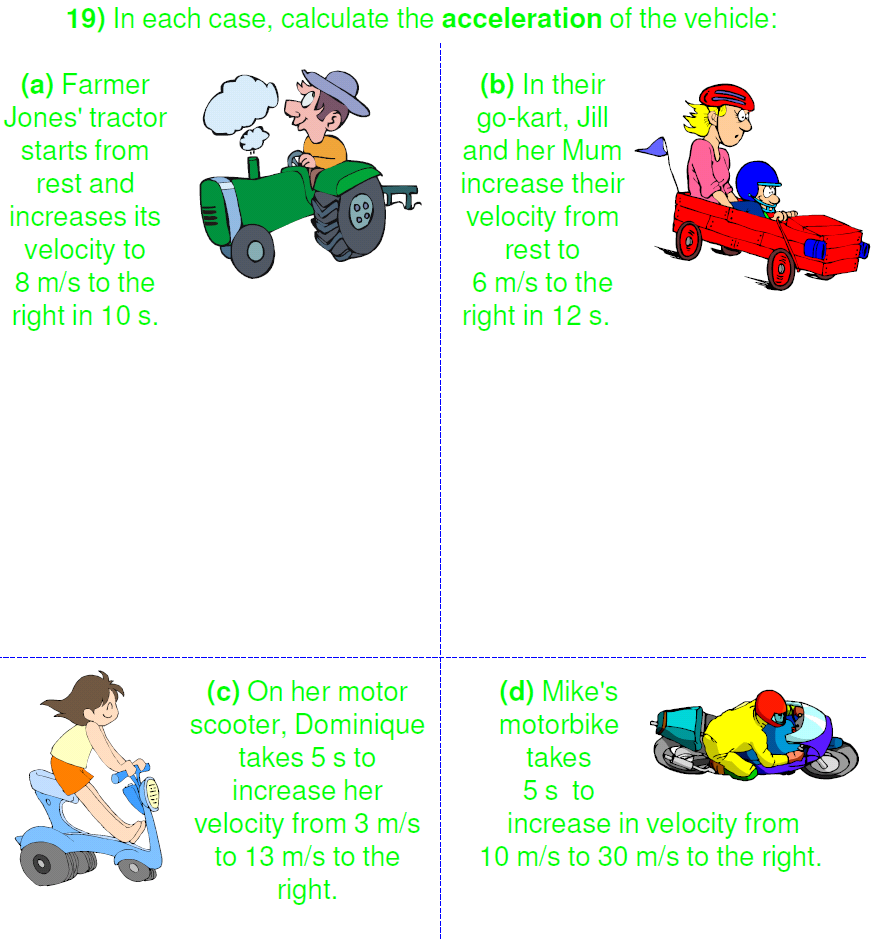 19) In each case, calculate the acceleration of the vehicle:
(a) Farmer
Jones' tractor
starts from
rest and
increases its
velocity to
8 m/s to the
right in 10 s.
(b) In their
go-kart, Jill
and her Mum
increase their
velocity from
rest to
6 m/s to the
right in 12 s.
(c) On her motor
scooter, Dominique
takes 5 s to
increase her
velocity from 3 m/s
to 13 m/s to the
right.
(d) Mike's
motorbike
takes
5 s to
increase in velocity from
10 m/s to 30 m/s to the right.